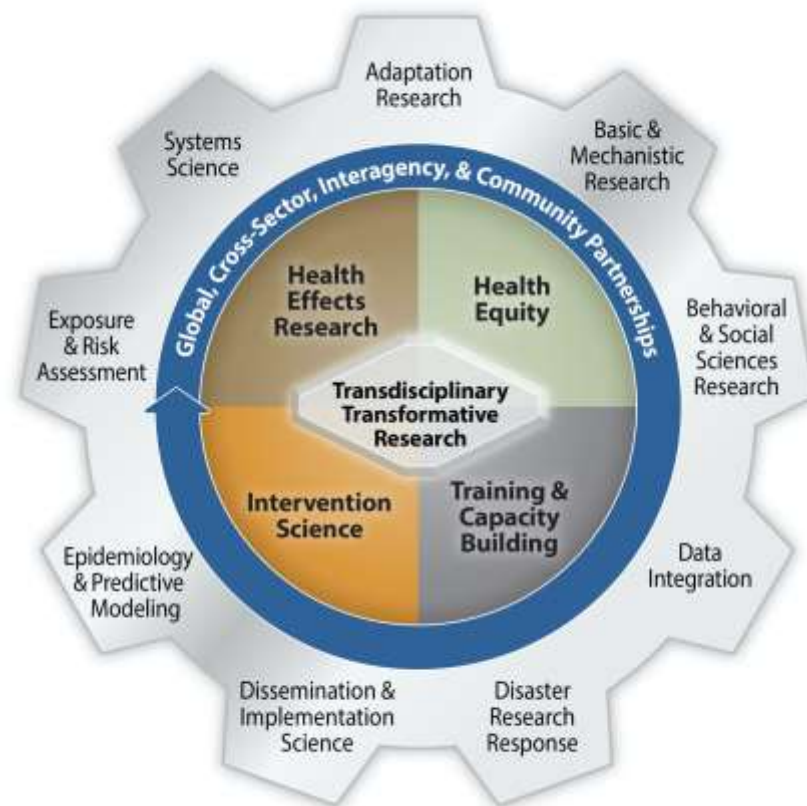 Adaptation
Research
Basic &
Mechanistic
Research
Behavioral
& Social
Sciences
Research
Data
Integration
Disaster
Research
Response
Dissemination &
Implementation
Science
Epidemiology
& Predictive
Modeling
Exposure
& Risk
Assessment
Systems
Science
Global, Cross-Sector, Interagency, & Community Partnerships
Health
Effects
Research
Health
Equity
Transdisciplinary
Transformative
Research
Intervention
Science
Training &
Capacity
Building